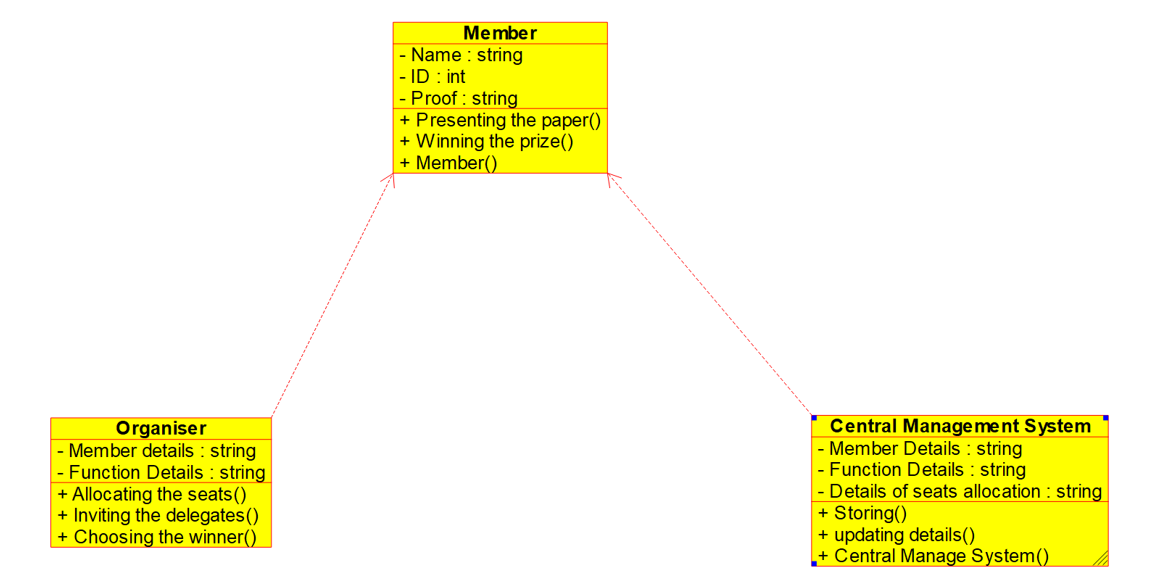 Member
- Name : string
- ID : int
- Proof : string
+ Presenting the paper()
+ Winning the prize()
+ Member()
Organiser
- Member details : string
- Function Details : string
+ Allocating the seats()
+ Inviting the delegates()
+ Choosing the winner()
Central Management System
- Member Details : string
- Function Details : string
- Details of seats allocation : string
+ Storing()
+ updating details()
+ Central Manage System()